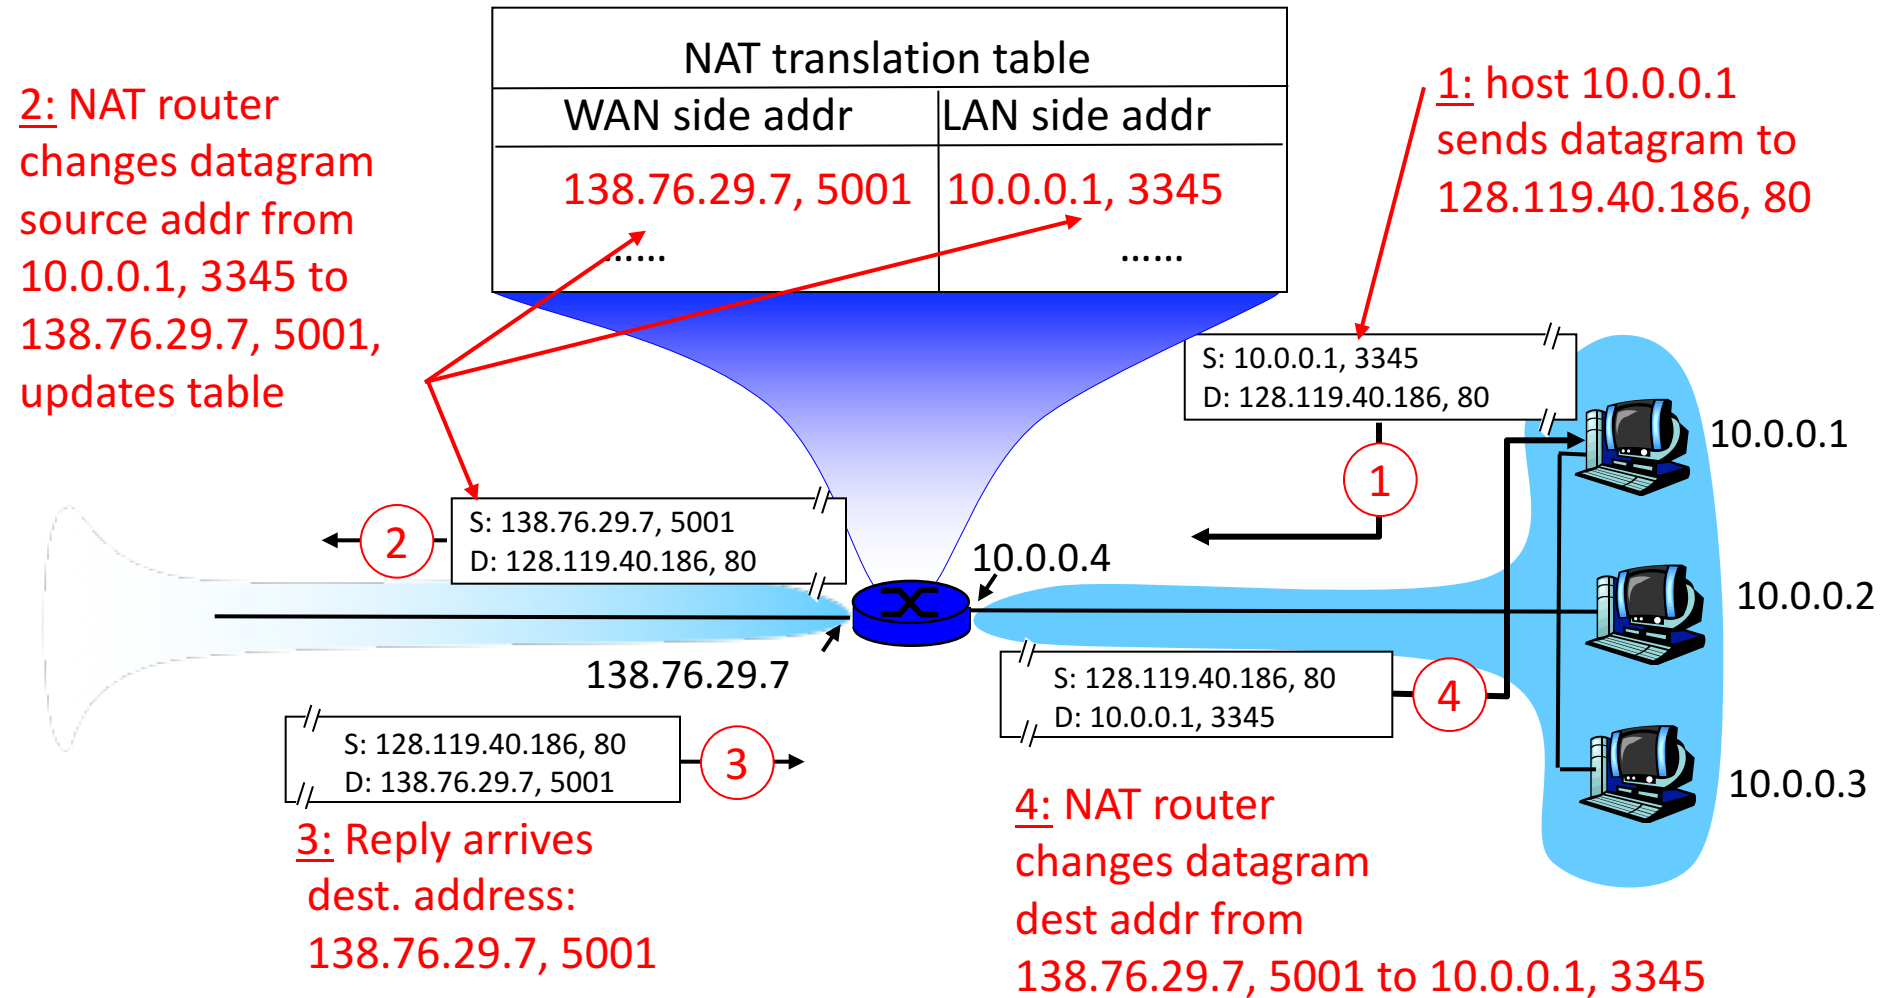 NAT translation table
WAN side addr LAN side addr
138.76.29.7, 5001 10.0.0.1, 3345
...... ......
2: NAT router
changes datagram
source addr from
10.0.0.1, 3345 to
138.76.29.7, 5001,
updates table
1: host 10.0.0.1
sends datagram to
128.119.40.186, 80
S: 10.0.0.1, 3345
D: 128.119.40.186, 80
1
10.0.0.1
S: 138.76.29.7, 5001
D: 128.119.40.186, 80
2
10.0.0.4
10.0.0.2
138.76.29.7
S: 128.119.40.186, 80
D: 10.0.0.1, 3345
4
S: 128.119.40.186, 80
D: 138.76.29.7, 5001
3
10.0.0.3
3: Reply arrives
dest. address:
138.76.29.7, 5001
4: NAT router
changes datagram
dest addr from
138.76.29.7, 5001 to 10.0.0.1, 3345